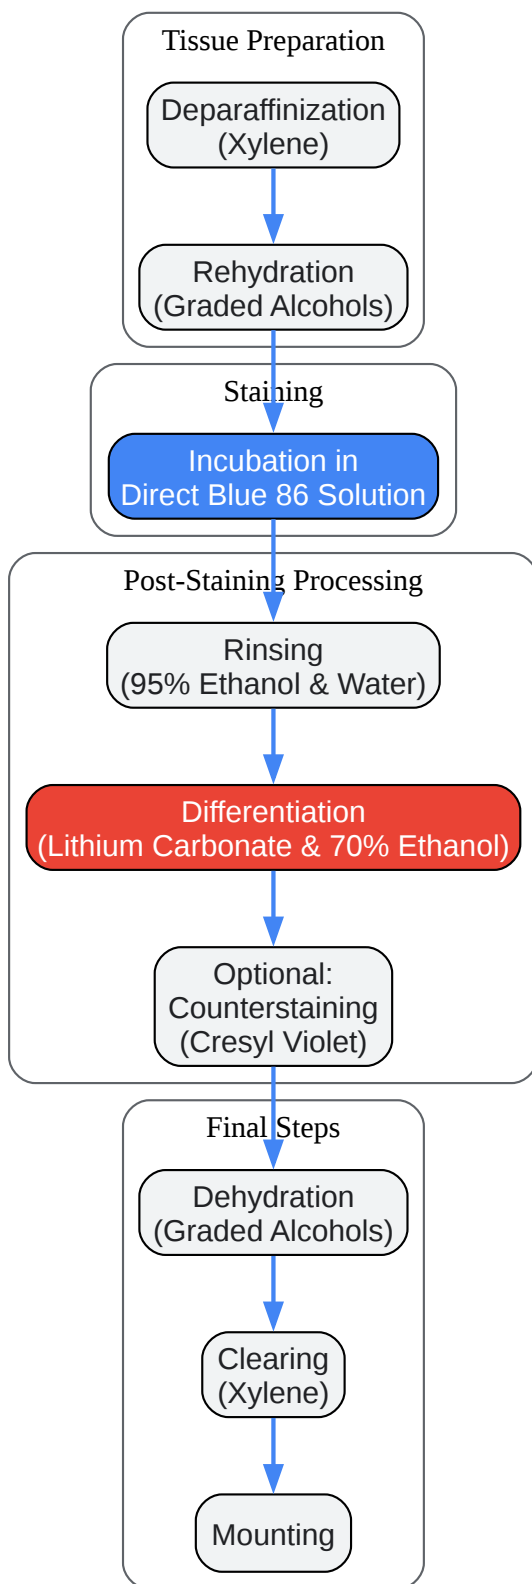 Tissue Preparation
Deparaffinization
(Xylene)
Rehydration
(Graded Alcohols)
Staining
Incubation in
Direct Blue 86 Solution
Post-Staining Processing
Rinsing
(95% Ethanol & Water)
Differentiation
(Lithium Carbonate & 70% Ethanol)
Optional:
Counterstaining
(Cresyl Violet)
Final Steps
Dehydration
(Graded Alcohols)
Clearing
(Xylene)
Mounting